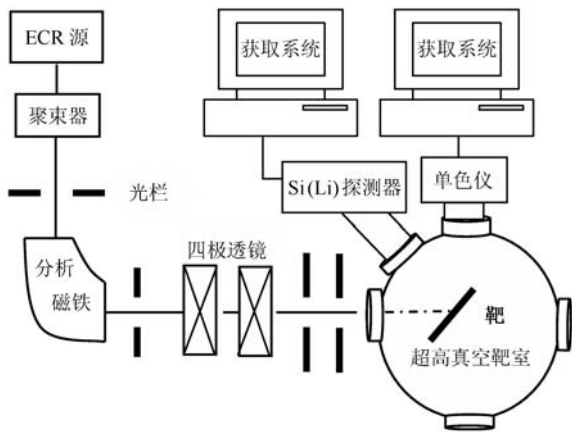 ECR 源
聚束器
光栏
分析
磁铁
四极透镜
获取系统
获取系统
Si(Li)探测器
单色仪
靶
超高真空靶室